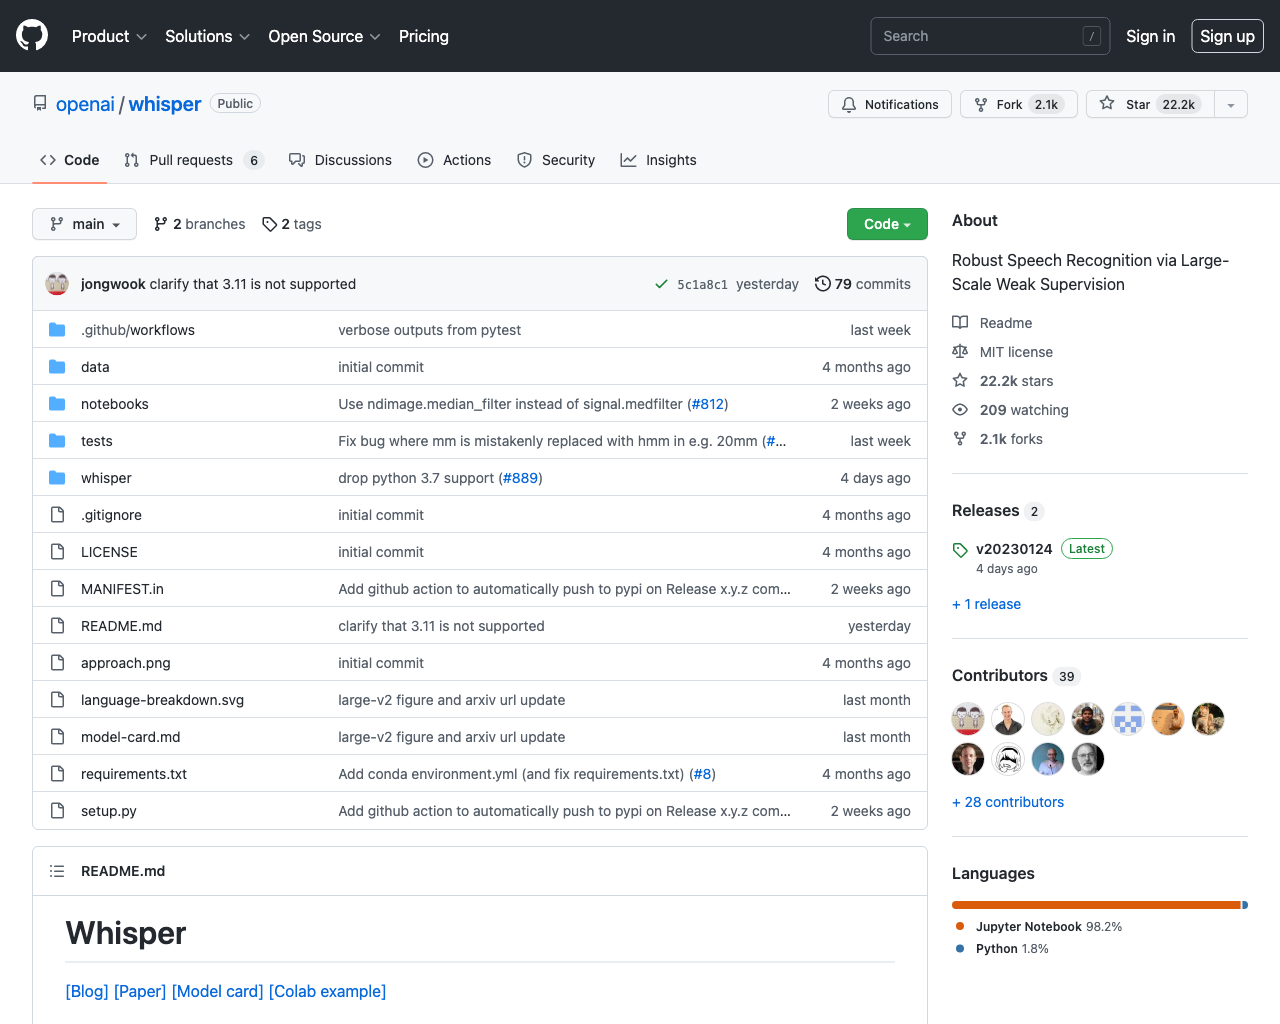 Product Solutions Open Source Pricing Search / Sign in Sign up
openai / whisper Public Notifications Fork 2.1k Star 22.2k
Code Pull requests 6 Discussions Actions Security Insights
main 2 branches 2 tags Code
jongwook clarify that 3.11 is not supported 5c1a8c1 yesterday 79 commits
.github/workflows verbose outputs from pytest last week
data initial commit 4 months ago
notebooks Use ndimage.median_filter instead of signal.medfilter (#812) 2 weeks ago
tests Fix bug where mm is mistakenly replaced with hmm in e.g. 20mm (#... last week
whisper drop python 3.7 support (#889) 4 days ago
.gitignore initial commit 4 months ago
LICENSE initial commit 4 months ago
MANIFEST.in Add github action to automatically push to pypi on Release x.y.z com... 2 weeks ago
README.md clarify that 3.11 is not supported yesterday
approach.png initial commit 4 months ago
language-breakdown.svg large-v2 figure and arxiv url update last month
model-card.md large-v2 figure and arxiv url update last month
requirements.txt Add conda environment.yml (and fix requirements.txt) (#8) 4 months ago
setup.py Add github action to automatically push to pypi on Release x.y.z com... 2 weeks ago
README.md
Whisper
[Blog] [Paper] [Model card] [Colab example]
About
Robust Speech Recognition via Large-
Scale Weak Supervision
Readme
MIT license
22.2k stars
209 watching
2.1k forks
Releases 2
v20230124 Latest
4 days ago
+ 1 release
Contributors 39
+ 28 contributors
Languages
Jupyter Notebook 98.2%
Python 1.8%